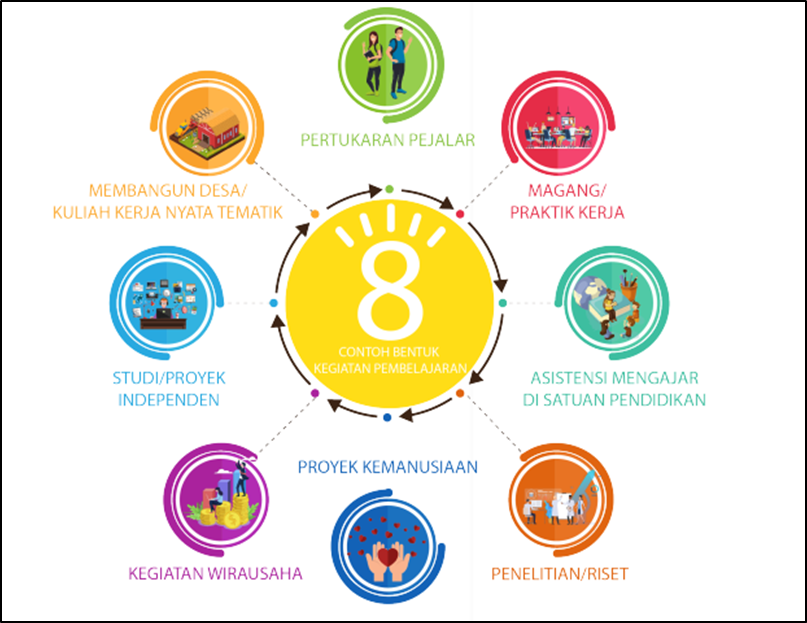 PERTUKARAN PEJALAR
MAGANG/
PRAKTIK KERJA
ASISTENSI MENGAJAR
DI SATUAN PENDIDIKAN
PENELITIAN/RISET
PROYEK KEMANUSIAAN
KEGIATAN WIRAUSAHA
STUDI/PROYEK
INDEPENDEN
MEMBANGUN DESA/
KULIAH KERJA NYATA TEMATIK
8
CONTOH BENTUK
KEGIATAN PEMBELAJARAN